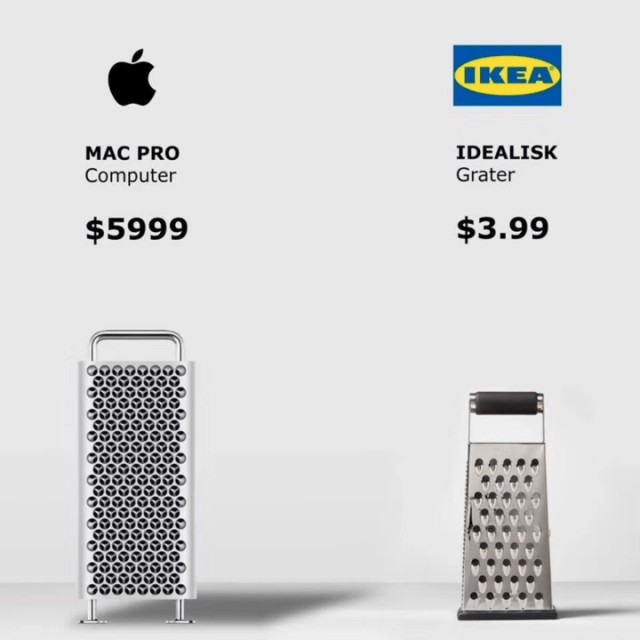 MAC PRO
Computer
$5999
IKEA®
IDEALISK
Grater
$3.99